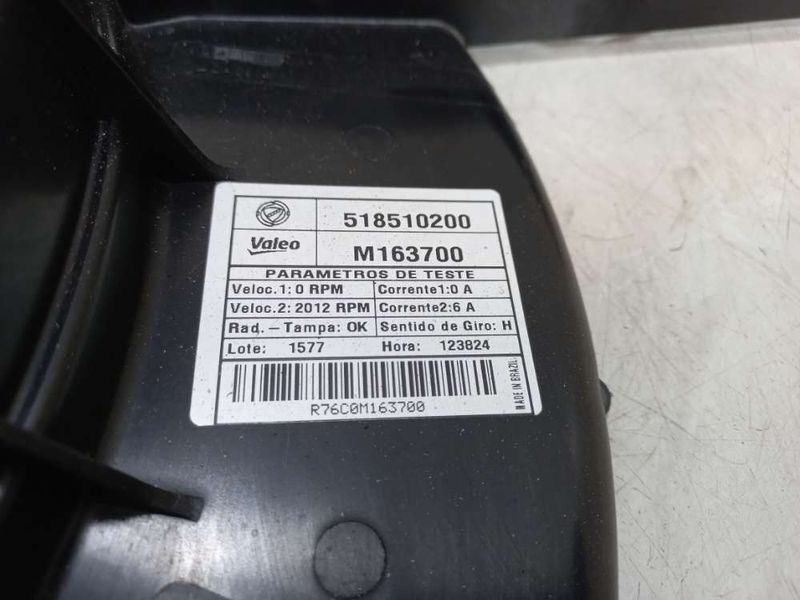 518510200
Valeo M163700
PARAMETROS DE TESTE
Veloc.1: 0 RPM Corrente1:0 A
Veloc.2: 2012 RPM Corrente2:6 A
Rad.-Tampa: OK Sentido de Giro: H
Lote: 1577 Hora: 123824
R76C0M163700
MADE IN BRAZIL